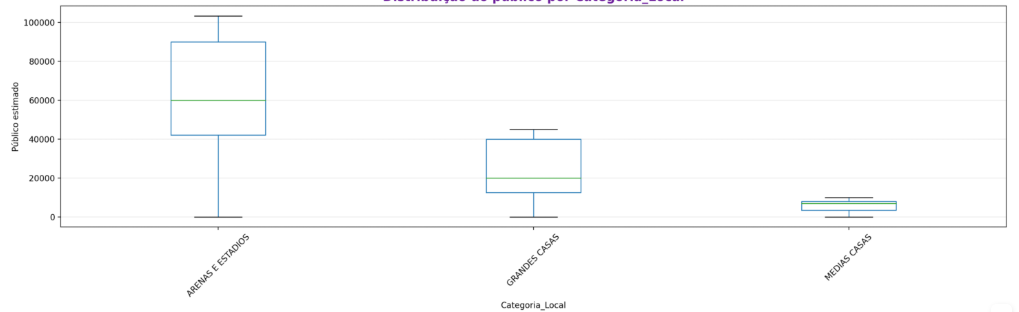 Distribuição do público por Categoria_Local
100000
80000
60000
40000
20000
0
Público estimado
ARENAS E ESTADIOS
GRANDES CASAS
MEDIAS CASAS
Categoria_Local